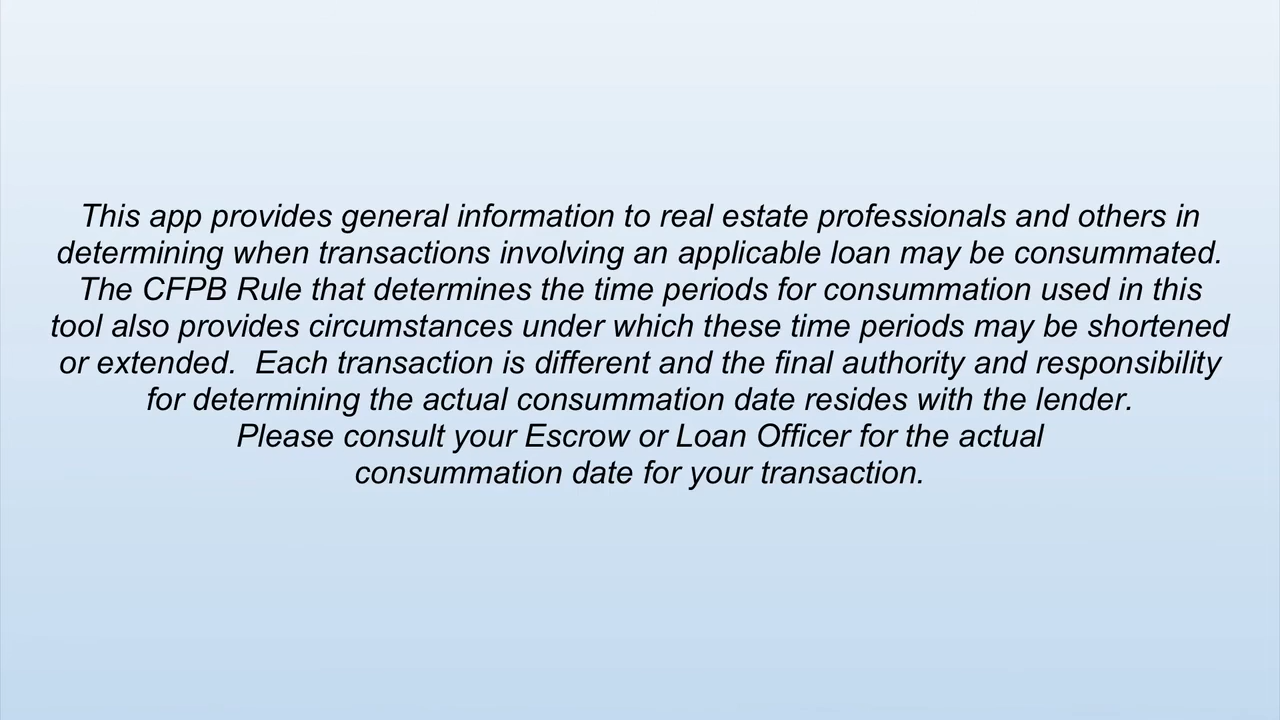 This app provides general information to real estate professionals and others in
determining when transactions involving an applicable loan may be consummated.
The CFPB Rule that determines the time periods for consummation used in this
tool also provides circumstances under which these time periods may be shortened
or extended.  Each transaction is different and the final authority and responsibility
for determining the actual consummation date resides with the lender.
Please consult your Escrow or Loan Officer for the actual
consummation date for your transaction.